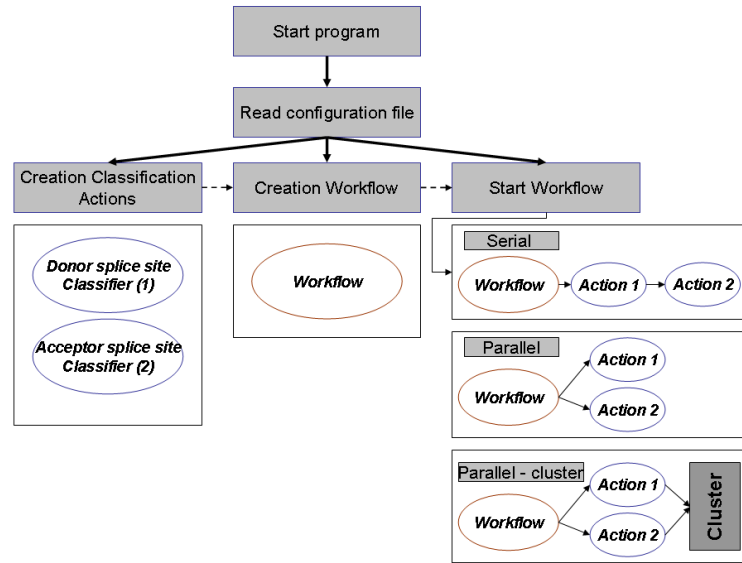 Start program
Read configuration file
Creation Classification
Actions
Creation Workflow
Start Workflow
Donor splice site
Classifier (1)
Acceptor splice site
Classifier (2)
Workflow
Serial
Workflow
Action 1
Action 2
Parallel
Workflow
Action 1
Action 2
Parallel - cluster
Workflow
Action 1
Action 2
Cluster